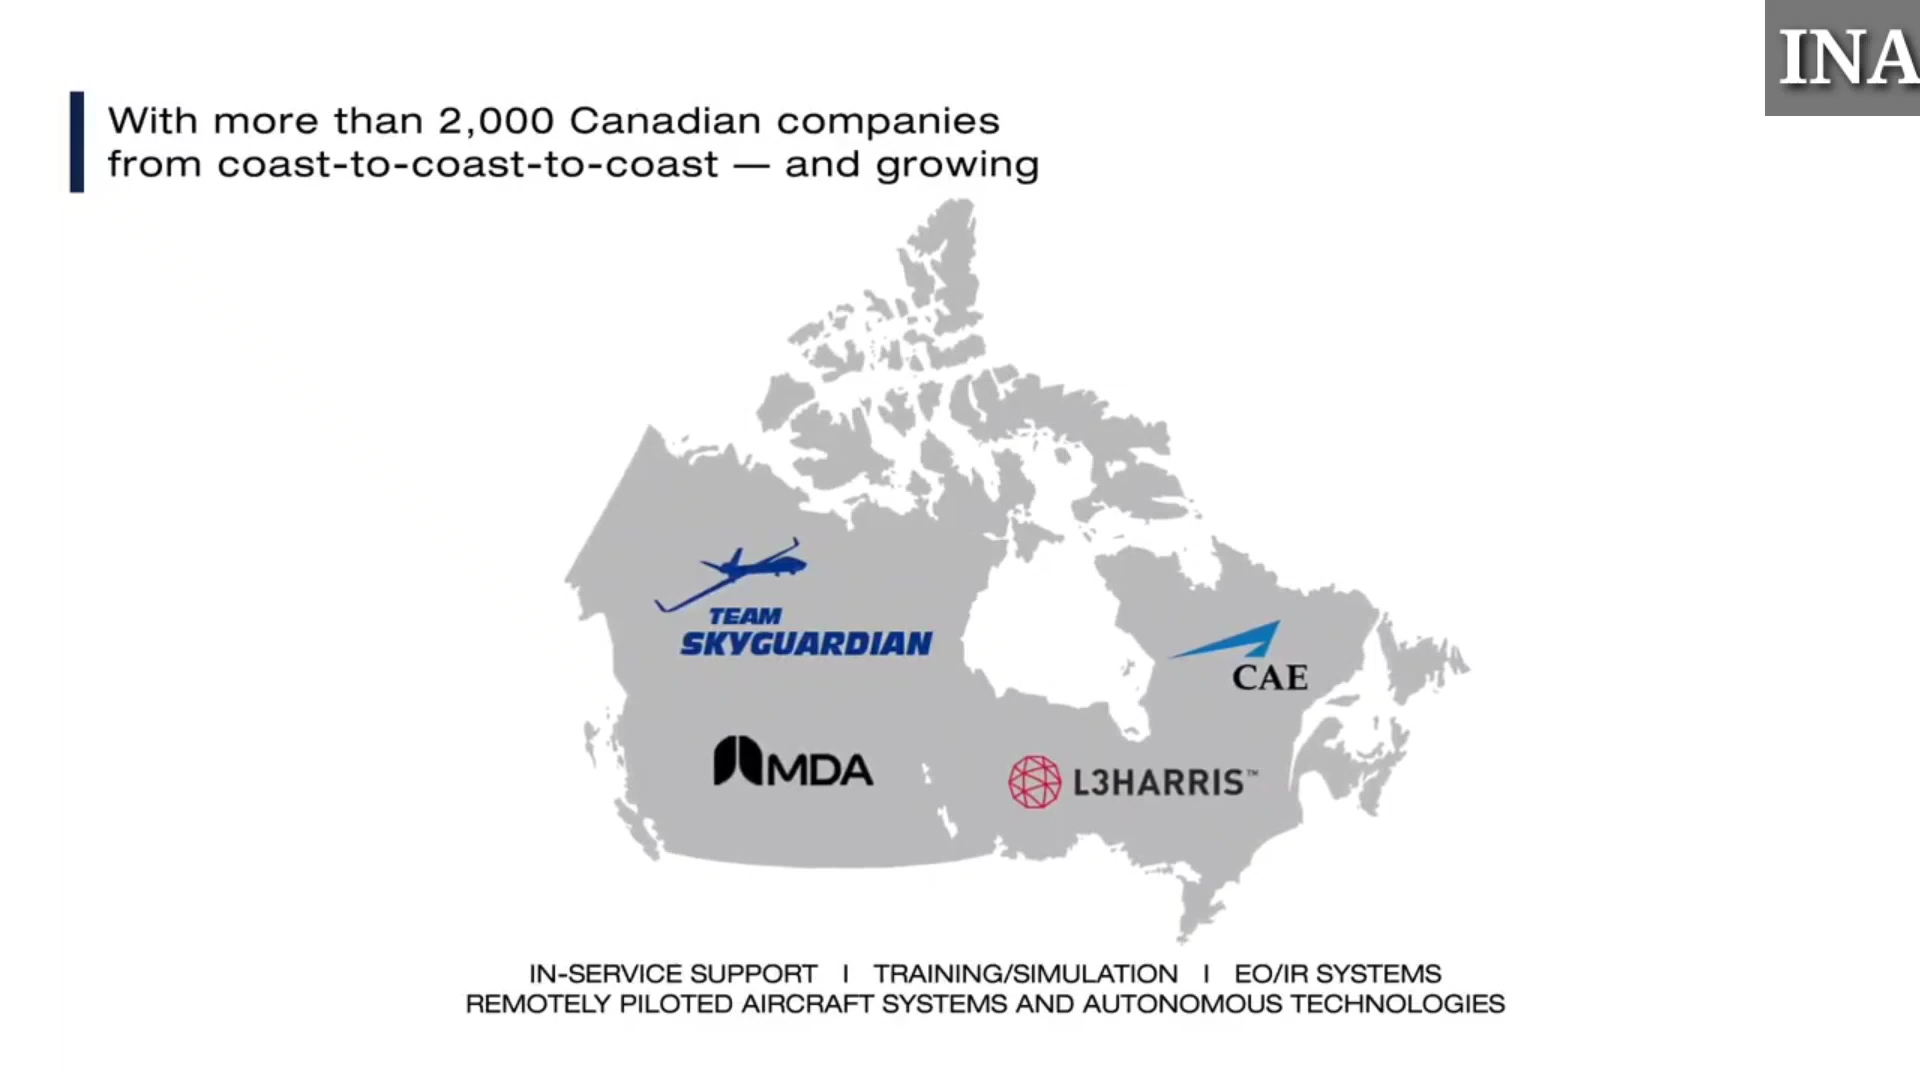 INA
With more than 2,000 Canadian companies
from coast-to-coast-to-coast — and growing
TEAM
SKYGUARDIAN
CAE
MDA
L3HARRIS™
IN-SERVICE SUPPORT I TRAINING/SIMULATION I EO/IR SYSTEMS
REMOTELY PILOTED AIRCRAFT SYSTEMS AND AUTONOMOUS TECHNOLOGIES